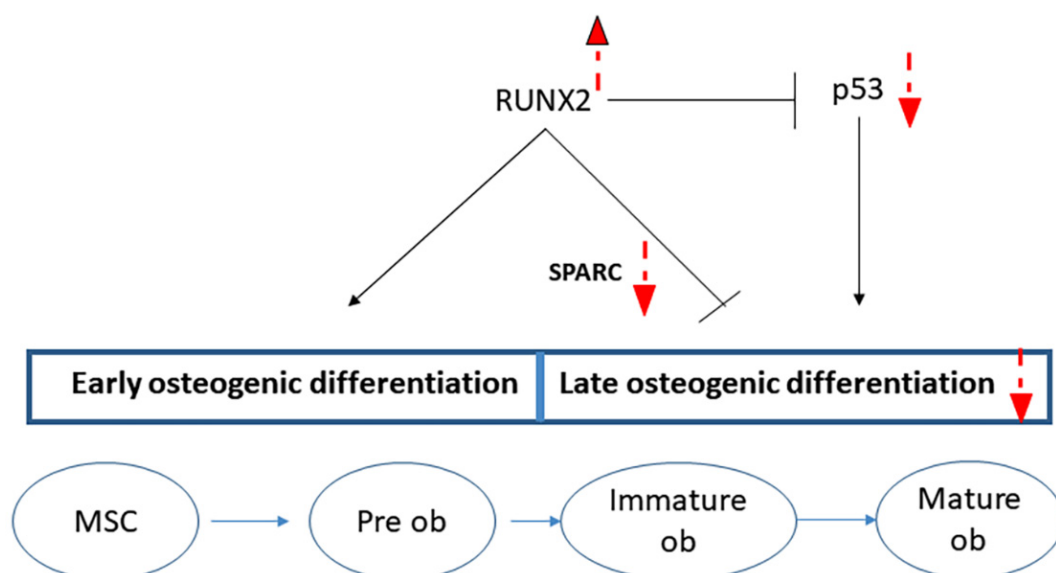 RUNX2
p53
SPARC
Early osteogenic differentiation
Late osteogenic differentiation
MSC
Pre ob
Immature
ob
Mature
ob